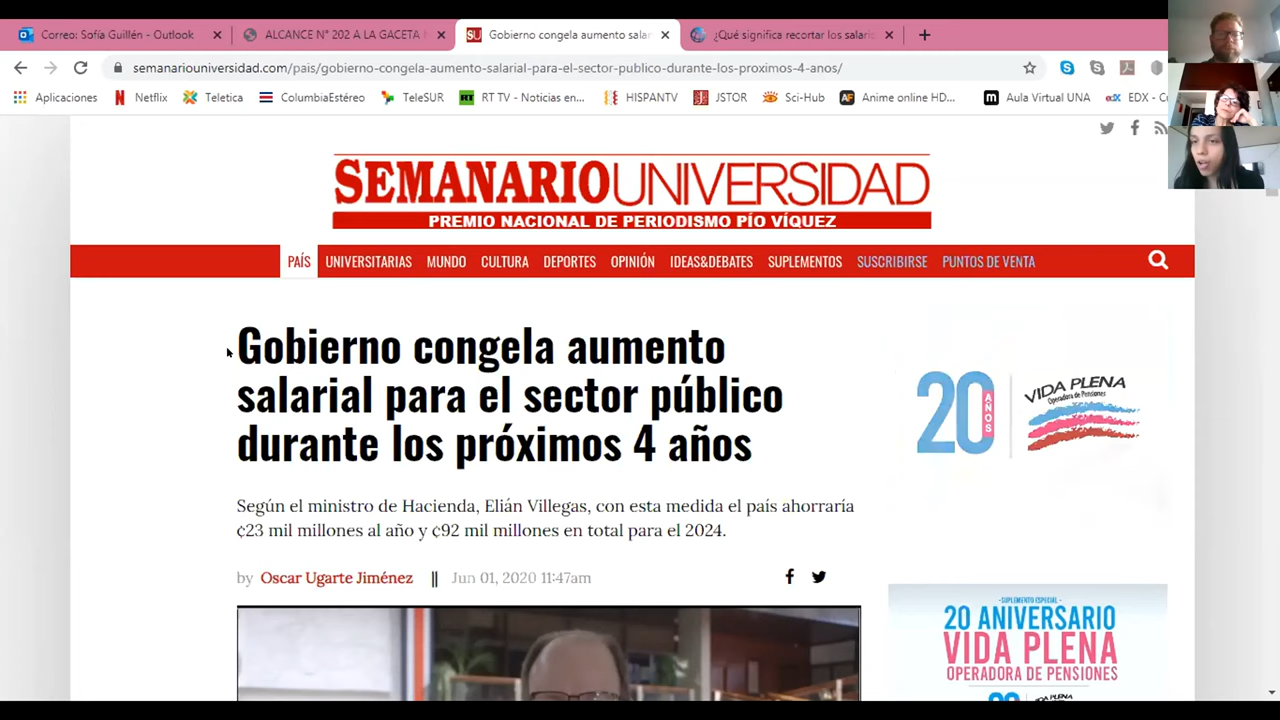 Correo: Sofía Guillén - Outlook
ALCANCE N° 202 A LA GACETA
Gobierno congela aumento salar
¿Qué significa recortar los salari
semanariouniversidad.com/pais/gobierno-congela-aumento-salarial-para-el-sector-publico-durante-los-proximos-4-anos/
Aplicaciones
Netflix
Teletica
ColumbiaEstéreo
TeleSUR
RT TV - Noticias en...
HISPANTV
JSTOR
Sci-Hub
Anime online HD...
Aula Virtual UNA
EDX - C
SEMANARIO UNIVERSIDAD
PREMIO NACIONAL DE PERIODISMO PÍO VÍQUEZ
PAÍS UNIVERSITARIAS MUNDO CULTURA DEPORTES OPINIÓN IDEAS&DEBATES SUPLEMENTOS SUSCRIBIRSE PUNTOS DE VENTA
Gobierno congela aumento
salarial para el sector público
durante los próximos 4 años
Según el ministro de Hacienda, Elián Villegas, con esta medida el país ahorraría
¢23 mil millones al año y ¢92 mil millones en total para el 2024.
by Oscar Ugarte Jiménez || Jun 01, 2020 11:47am
20 AÑOS
VIDA PLENA
Operadora de Pensiones
-SUPLEMENTO ESPECIAL-
20 ANIVERSARIO
VIDA PLENA
OPERADORA DE PENSIONES